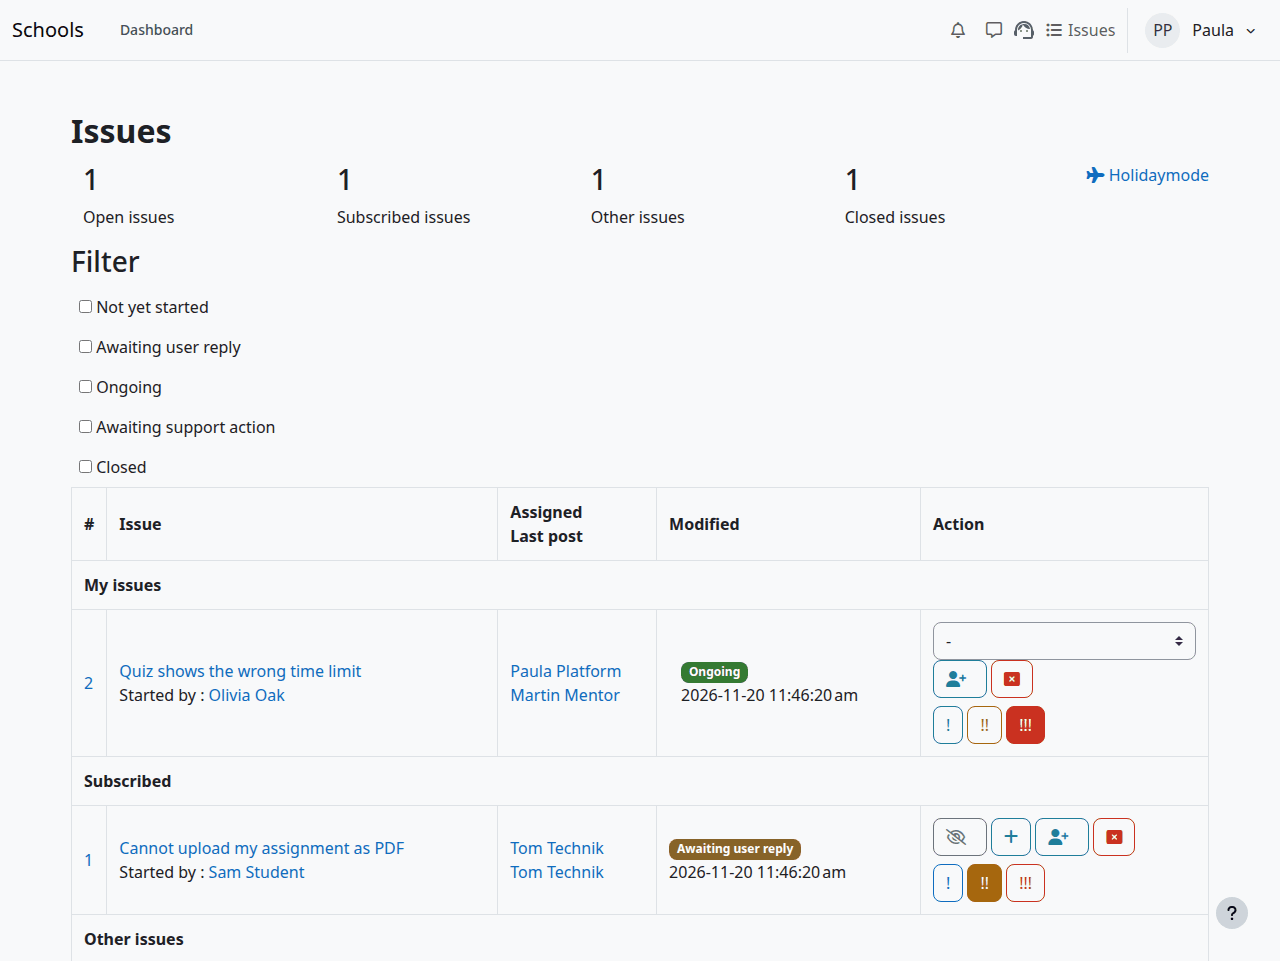 Schools
Dashboard
Issues
PP
Paula
Issues
1
1
1
1
Holidaymode
Open issues
Subscribed issues
Other issues
Closed issues
Filter
Not yet started
Awaiting user reply
Ongoing
Awaiting support action
Closed
#
Issue
Assigned
Last post
Modified
Action
My issues
2
Quiz shows the wrong time limit
Started by : Olivia Oak
Paula Platform
Martin Mentor
Ongoing
2026-11-20 11:46:20 am
-
!
!!
!!!
Subscribed
1
Cannot upload my assignment as PDF
Started by : Sam Student
Tom Technik
Tom Technik
Awaiting user reply
2026-11-20 11:46:20 am
!
!!
!!!
?
Other issues